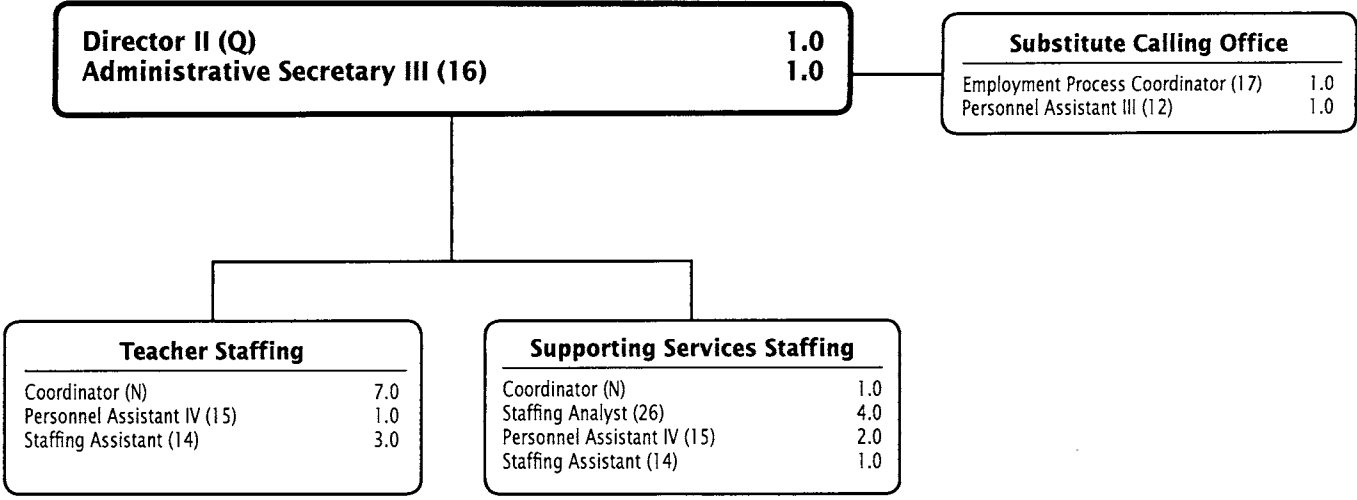 Director II (Q) 1.0
Administrative Secretary III (16) 1.0
Substitute Calling Office
Employment Process Coordinator (17) 1.0
Personnel Assistant III (12) 1.0
Teacher Staffing
Coordinator (N) 7.0
Personnel Assistant IV (15) 1.0
Staffing Assistant (14) 3.0
Supporting Services Staffing
Coordinator (N) 1.0
Staffing Analyst (26) 4.0
Personnel Assistant IV (15) 2.0
Staffing Assistant (14) 1.0